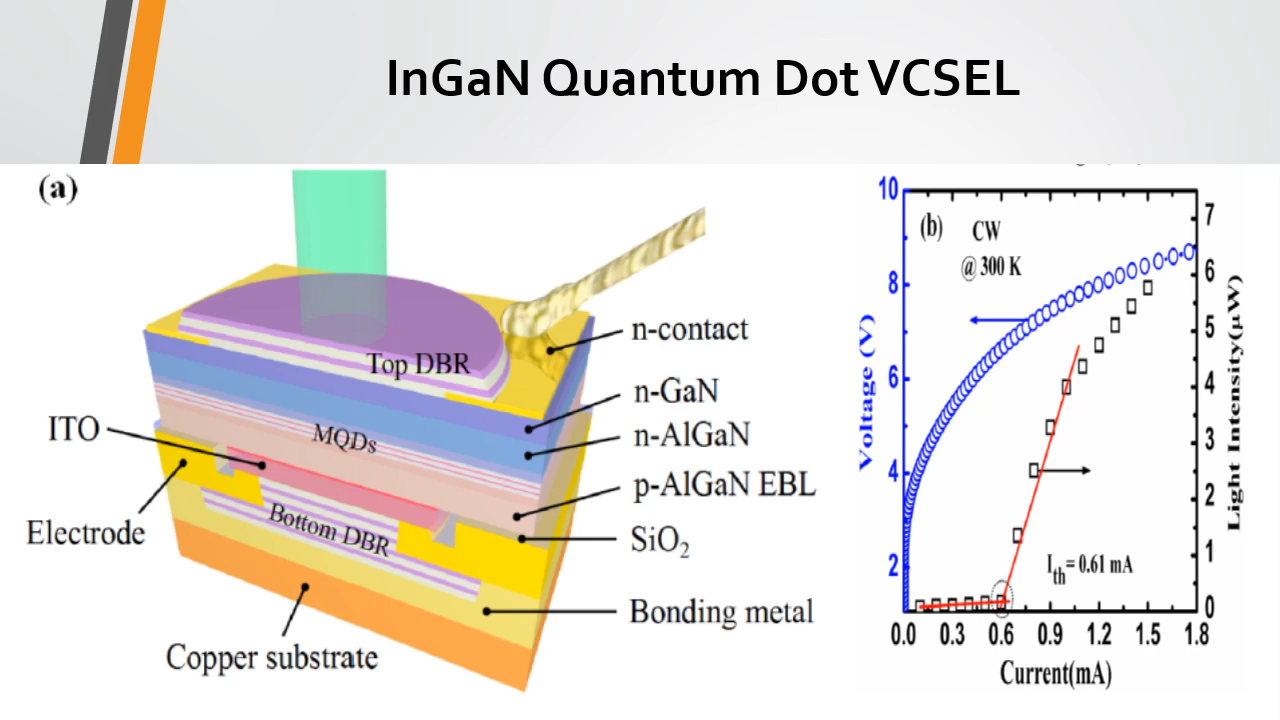 InGaN Quantum Dot VCSEL
(a)
Top DBR
n-contact
n-GaN
n-AlGaN
ITO
MQDs
p-AlGaN EBL
Electrode
Bottom DBR
SiO₂
Bonding metal
Copper substrate
(b)
CW
@ 300 K
Ith= 0.61 mA
Voltage (V)
10
8
6
4
2
Light Intensity(µW)
7
6
5
4
3
2
1
0
0.0 0.3 0.6 0.9 1.2 1.5 1.8
Current(mA)